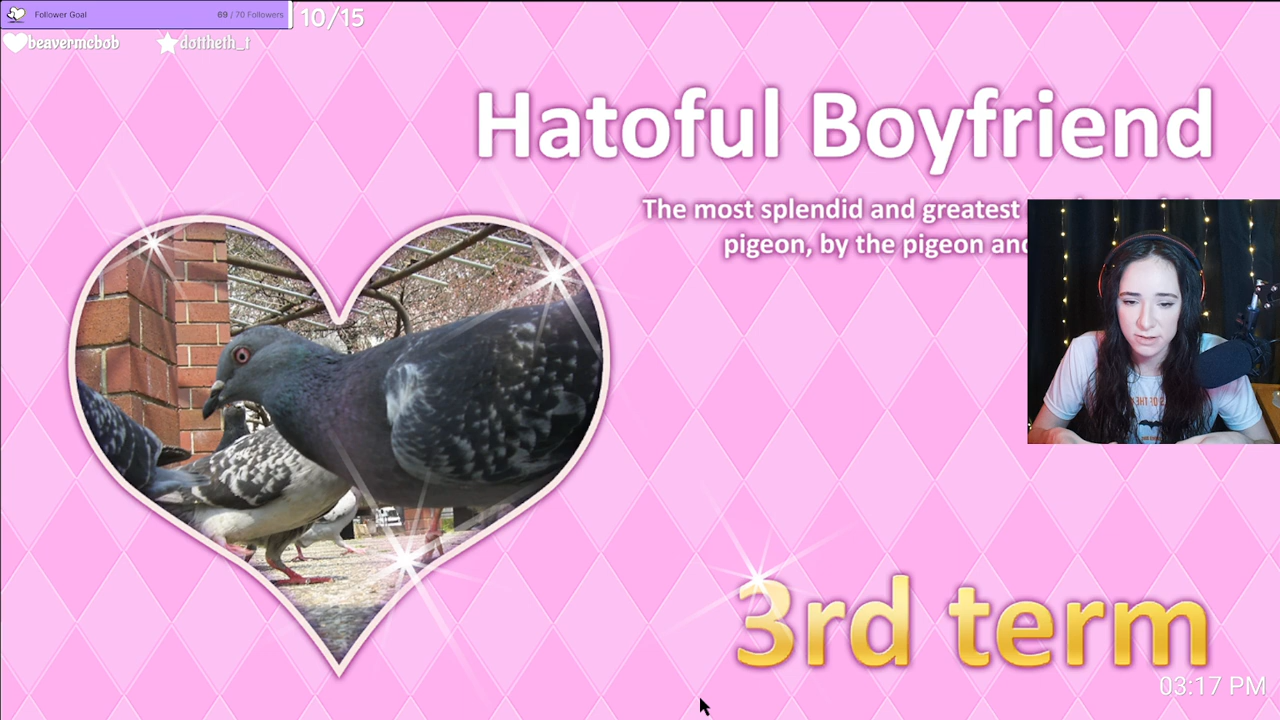 Follower Goal 69 / 70 Followers 10/15
beavermcbob dottheth_t
Hatoful Boyfriend
The most splendid and greatest
pigeon, by the pigeon and
3rd term
03:17 PM